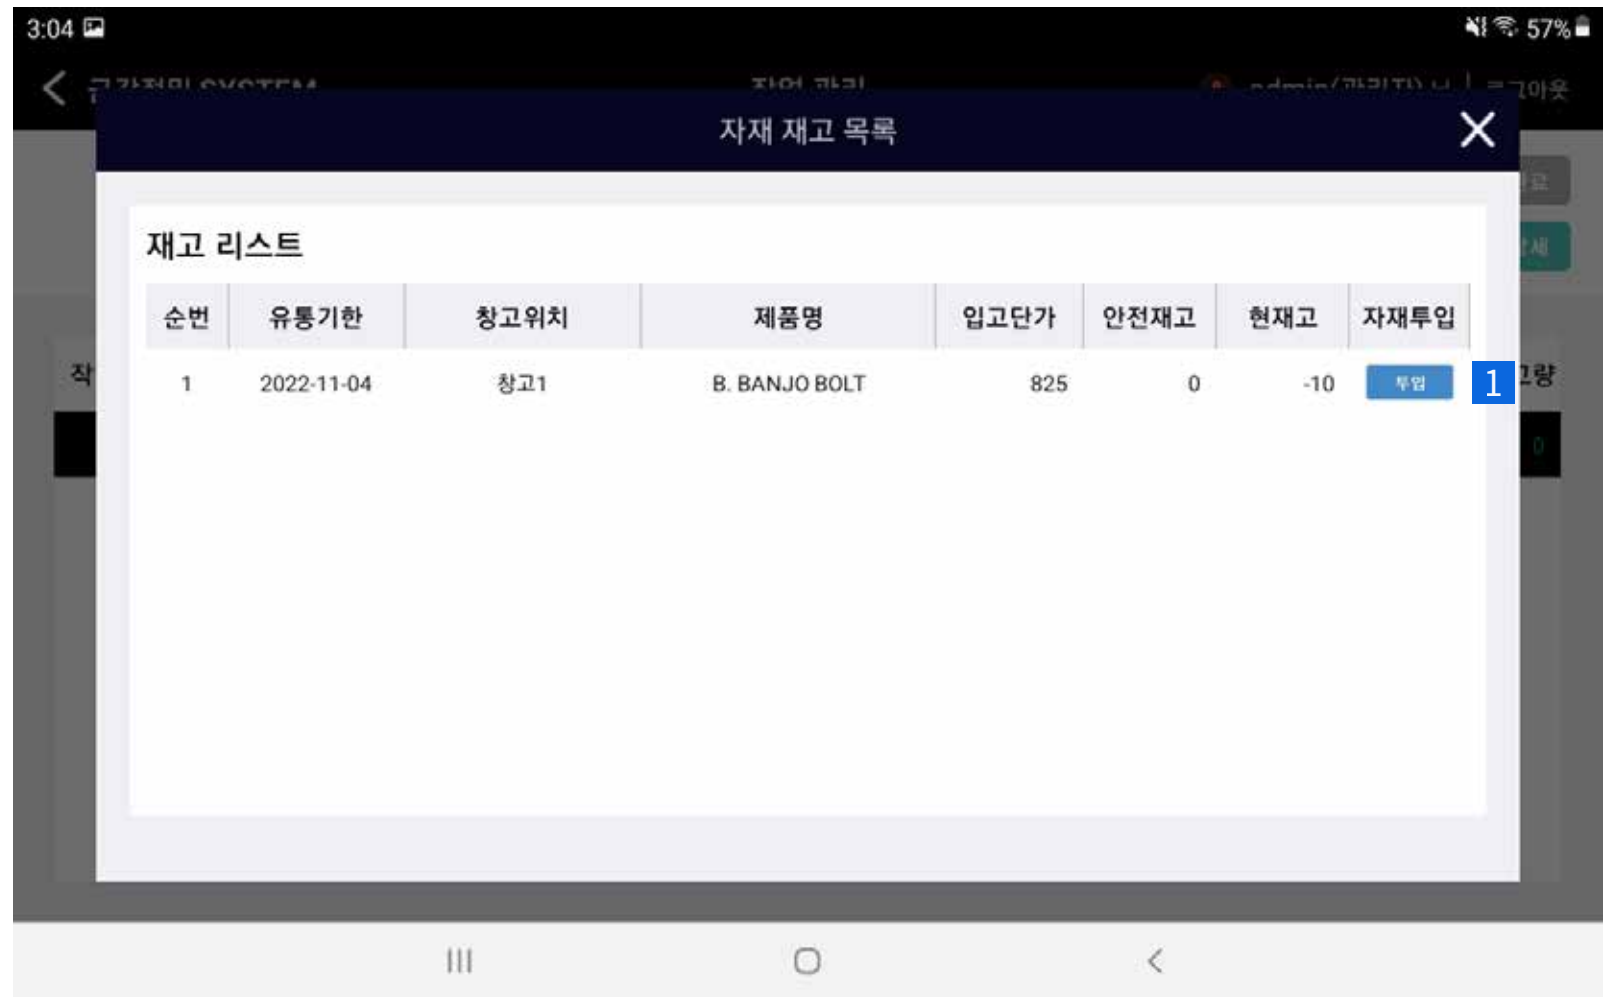 3:04 57%
자재 재고 목록
재고 리스트
순번 유통기한 창고위치 제품명 입고단가 안전재고 현재고 자재투입
작
1 2022-11-04 창고1 B. BANJO BOLT 825 0 -10 투입 1
0